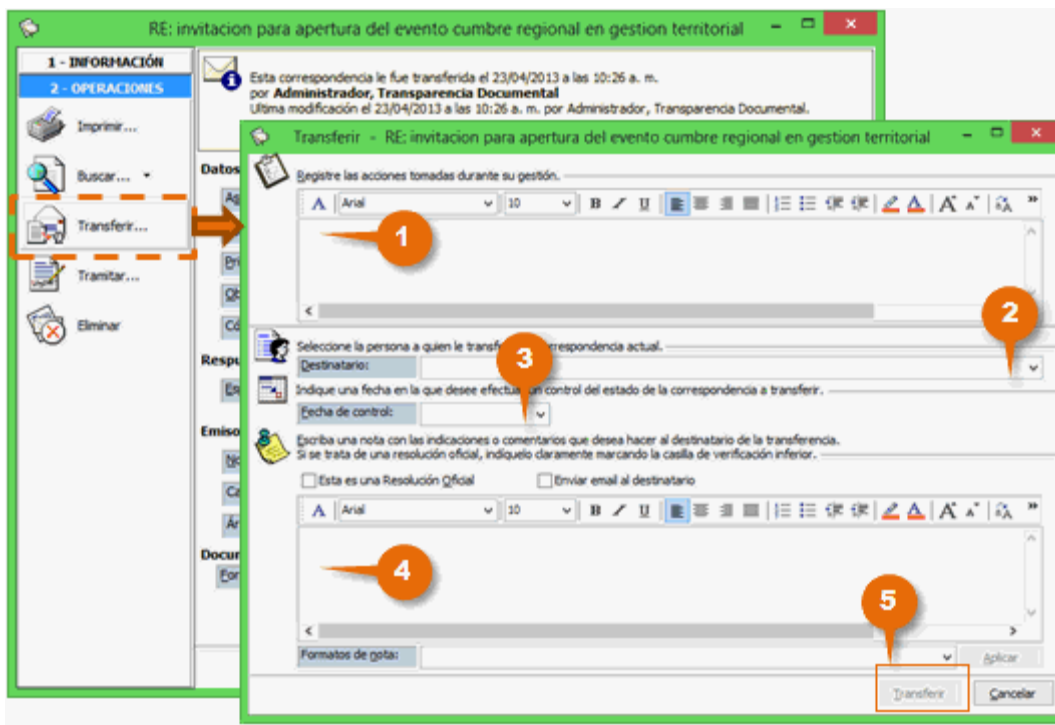 RE: invitacion para apertura del evento cumbre regional en gestion territorial
1 - INFORMACIÓN
2 - OPERACIONES
Imprimir...
Buscar...
Transferir...
Tramitar...
Eliminar
Esta correspondencia le fue transferida el 23/04/2013 a las 10:26 a. m.
por Administrador, Transparencia Documental
Ultima modificación el 23/04/2013 a las 10:26 a. m. por Administrador, Transparencia Documental.
Datos
Respu
Emiso
Docur
Transferir - RE: invitacion para apertura del evento cumbre regional en gestion territorial
Registre las acciones tomadas durante su gestión.
A Arial 10 B I U
1
2
Seleccione la persona a quien le transf respondencia actual.
3
Destinatario:
Indique una fecha en la que desee efectua un control del estado de la correspondencia a transferir.
Fecha de control:
Escriba una nota con las indicaciones o comentarios que desea hacer al destinatario de la transferencia.
Si se trata de una resolución oficial, indíquelo claramente marcando la casilla de verificación inferior.
Esta es una Resolución Oficial Enviar email al destinatario
A Arial 10 B I U
4
5
Formatos de nota: Aplicar
Transferir Cancelar